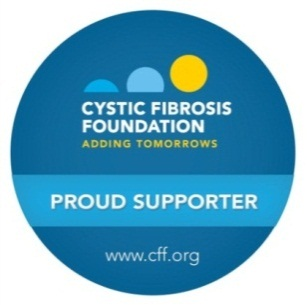 CYSTIC FIBROSIS
FOUNDATION
ADDING TOMORROWS
PROUD SUPPORTER
www.cff.org